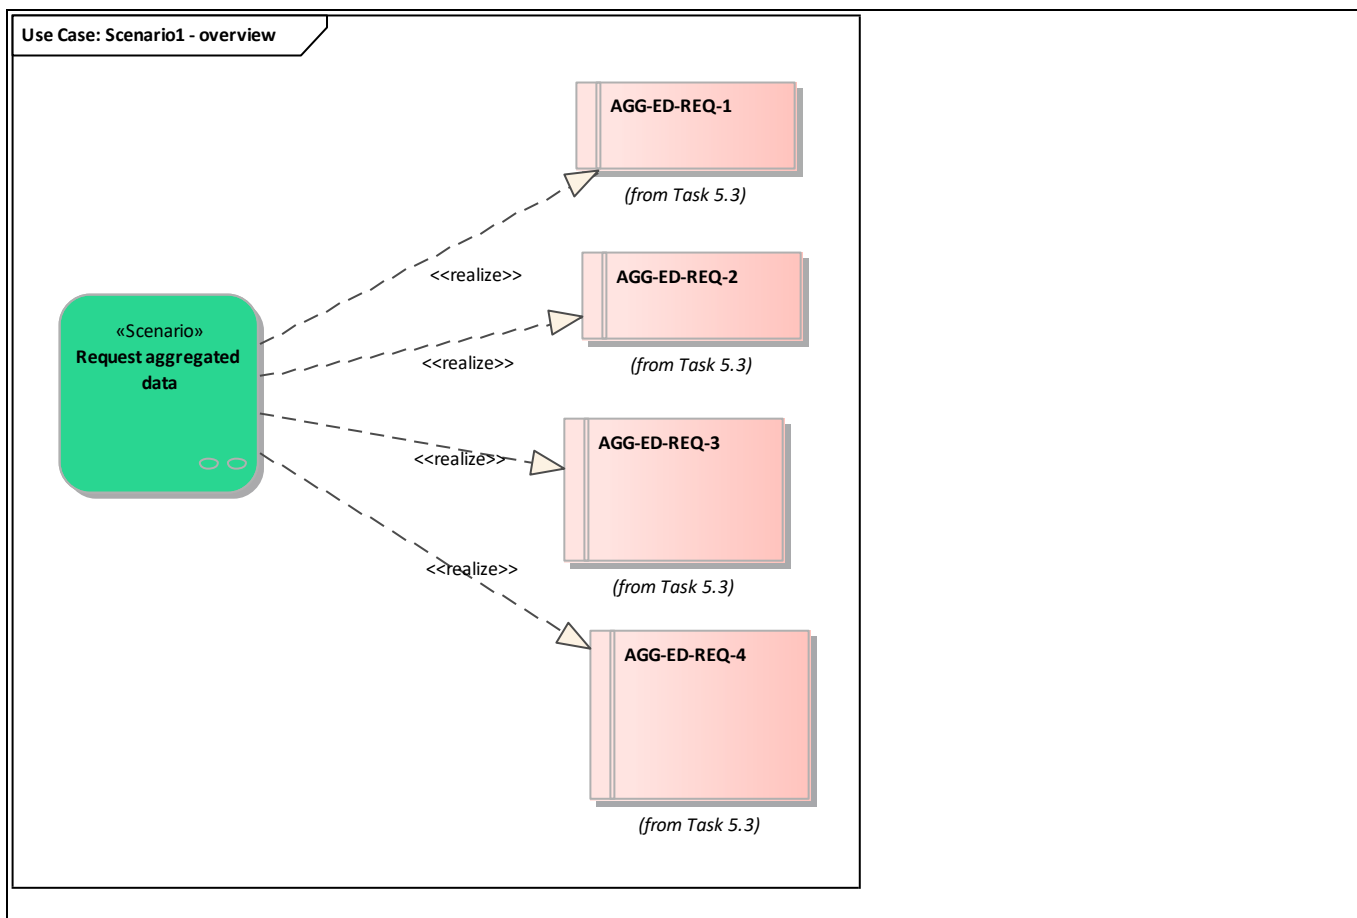 Use Case: Scenario1 - overview
AGG-ED-REQ-1
(from Task 5.3)
<<realize>>
AGG-ED-REQ-2
(from Task 5.3)
<<realize>>
«Scenario»
Request aggregated
data
AGG-ED-REQ-3
<<realize>>
(from Task 5.3)
<<realize>>
AGG-ED-REQ-4
(from Task 5.3)